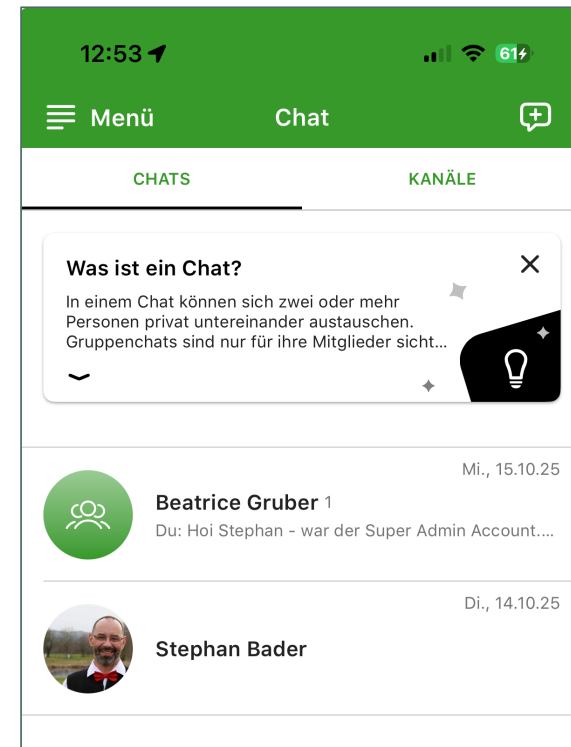 12:53
61
Menü
Chat
CHATS
KANÄLE
Was ist ein Chat?
In einem Chat können sich zwei oder mehr
Personen privat untereinander austauschen.
Gruppenchats sind nur für ihre Mitglieder sicht...
Mi., 15.10.25
Beatrice Gruber 1
Du: Hoi Stephan - war der Super Admin Account....
Di., 14.10.25
Stephan Bader